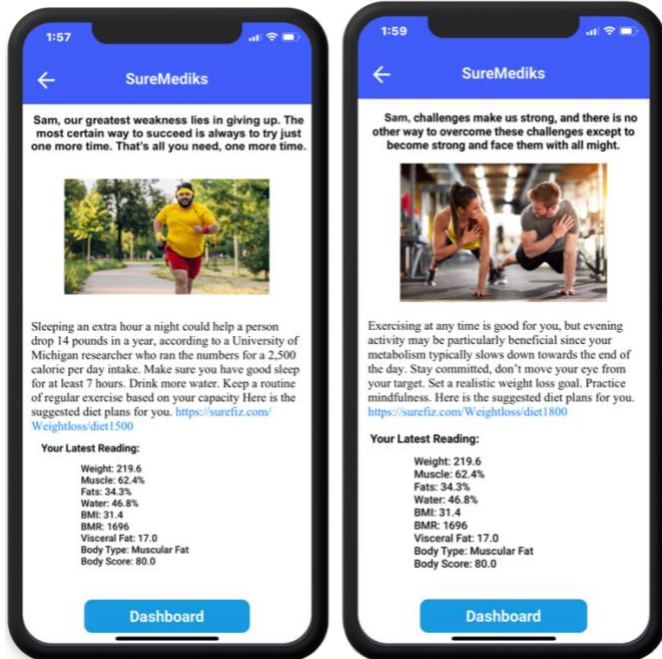 1:57
SureMediks
Sam, our greatest weakness lies in giving up. The
most certain way to succeed is always to try just
one more time. That's all you need, one more time.
Sleeping an extra hour a night could help a person
drop 14 pounds in a year, according to a University of
Michigan researcher who ran the numbers for a 2,500
calorie per day intake. Make sure you have good sleep
for at least 7 hours. Drink more water. Keep a routine
of regular exercise based on your capacity Here is the
suggested diet plans for you. https://surefiz.com/
Weightloss/diet1500
Your Latest Reading:
Weight: 219.6
Muscle: 62.4%
Fats: 34.3%
Water: 46.8%
BMI: 31.4
BMR: 1696
Visceral Fat: 17.0
Body Type: Muscular Fat
Body Score: 80.0
Dashboard
1:59
SureMediks
Sam, challenges make us strong, and there is no
other way to overcome these challenges except to
become strong and face them with all might.
Exercising at any time is good for you, but evening
activity may be particularly beneficial since your
metabolism typically slows down towards the end of
the day. Stay committed, don't move your eye from
your target. Set a realistic weight loss goal. Practice
mindfulness. Here is the suggested diet plans for you.
https://surefiz.com/Weightloss/diet1800
Your Latest Reading:
Weight: 219.6
Muscle: 62.4%
Fats: 34.3%
Water: 46.8%
BMI: 31.4
BMR: 1696
Visceral Fat: 17.0
Body Type: Muscular Fat
Body Score: 80.0
Dashboard